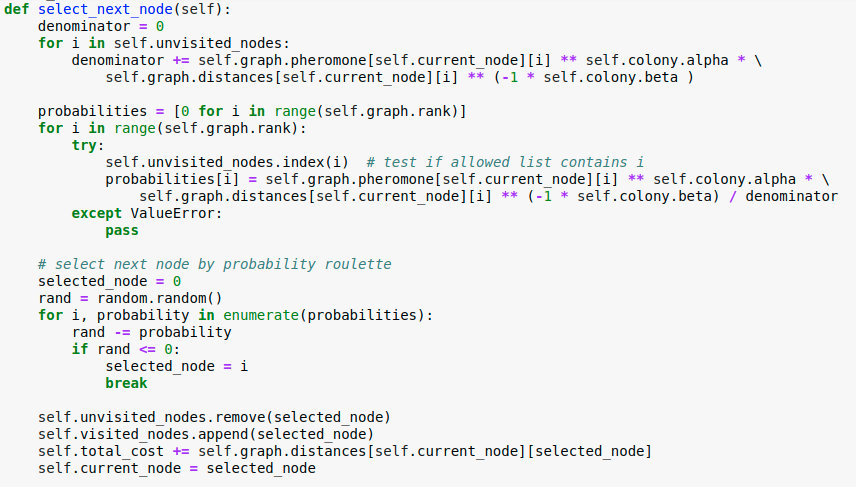 def select_next_node(self):
    denominator = 0
    for i in self.unvisited_nodes:
        denominator += self.graph.pheromone[self.current_node][i] ** self.colony.alpha * \
            self.graph.distances[self.current_node][i] ** (-1 * self.colony.beta )

    probabilities = [0 for i in range(self.graph.rank)]
    for i in range(self.graph.rank):
        try:
            self.unvisited_nodes.index(i)  # test if allowed list contains i
            probabilities[i] = self.graph.pheromone[self.current_node][i] ** self.colony.alpha * \
                self.graph.distances[self.current_node][i] ** (-1 * self.colony.beta) / denominator
        except ValueError:
            pass

    # select next node by probability roulette
    selected_node = 0
    rand = random.random()
    for i, probability in enumerate(probabilities):
        rand -= probability
        if rand <= 0:
            selected_node = i
            break

    self.unvisited_nodes.remove(selected_node)
    self.visited_nodes.append(selected_node)
    self.total_cost += self.graph.distances[self.current_node][selected_node]
    self.current_node = selected_node